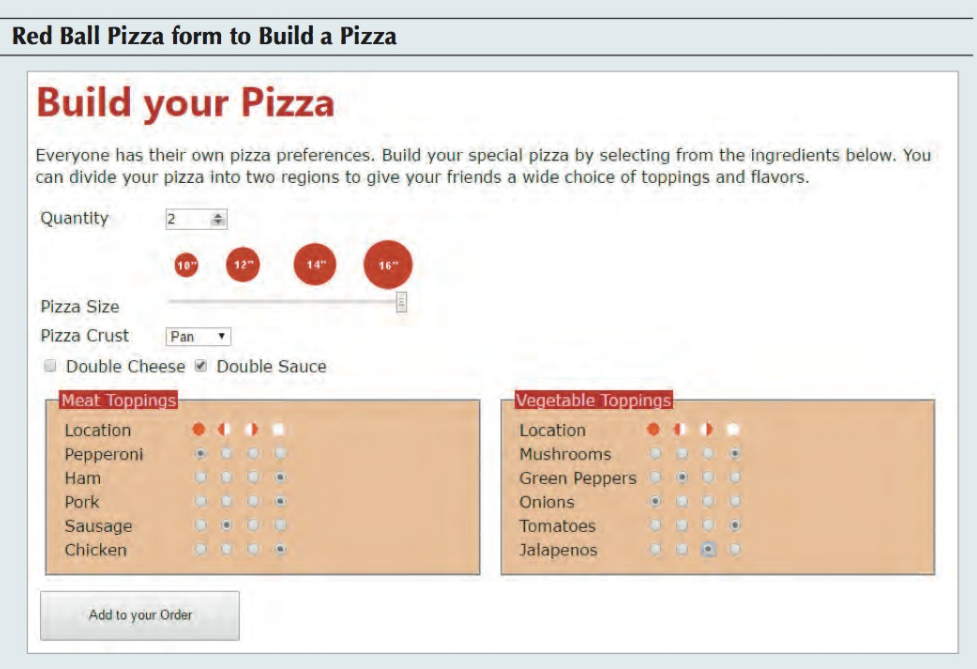 Red Ball Pizza form to Build a Pizza
Build your Pizza
Everyone has their own pizza preferences. Build your special pizza by selecting from the ingredients below. You
can divide your pizza into two regions to give your friends a wide choice of toppings and flavors.
Quantity 2
10" 12" 14" 16"
Pizza Size
Pizza Crust Pan
Double Cheese Double Sauce
Meat Toppings
Location
Pepperoni
Ham
Pork
Sausage
Chicken
Vegetable Toppings
Location
Mushrooms
Green Peppers
Onions
Tomatoes
Jalapenos
Add to your Order